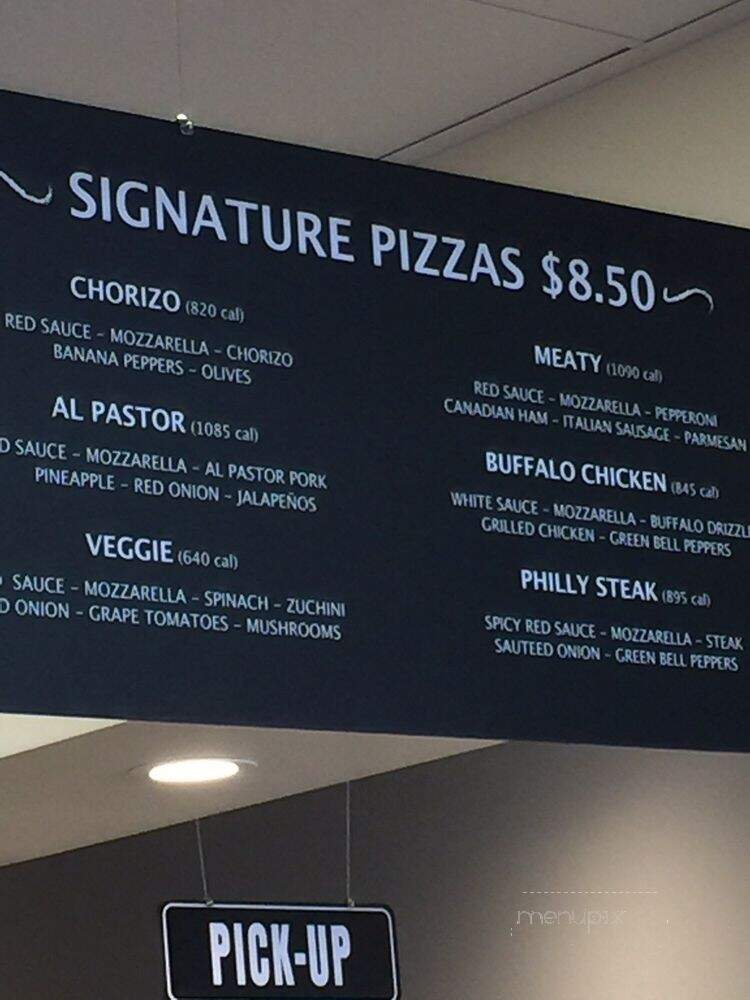 SIGNATURE PIZZAS $8.50
CHORIZO (820 cal)
RED SAUCE - MOZZARELLA - CHORIZO
BANANA PEPPERS - OLIVES
AL PASTOR (1085 cal)
D SAUCE - MOZZARELLA - AL PASTOR PORK
PINEAPPLE - RED ONION - JALAPEÑOS
VEGGIE (640 cal)
SAUCE - MOZZARELLA - SPINACH - ZUCHINI
D ONION - GRAPE TOMATOES - MUSHROOMS
MEATY (1090 cal)
RED SAUCE - MOZZARELLA - PEPPERONI
CANADIAN HAM - ITALIAN SAUSAGE - PARMESAN
BUFFALO CHICKEN (845 cal)
WHITE SAUCE - MOZZARELLA - BUFFALO DRIZZL
GRILLED CHICKEN - GREEN BELL PEPPERS
PHILLY STEAK (895 cal)
SPICY RED SAUCE - MOZZARELLA - STEAK
SAUTEED ONION - GREEN BELL PEPPERS
PICK-UP
menupix